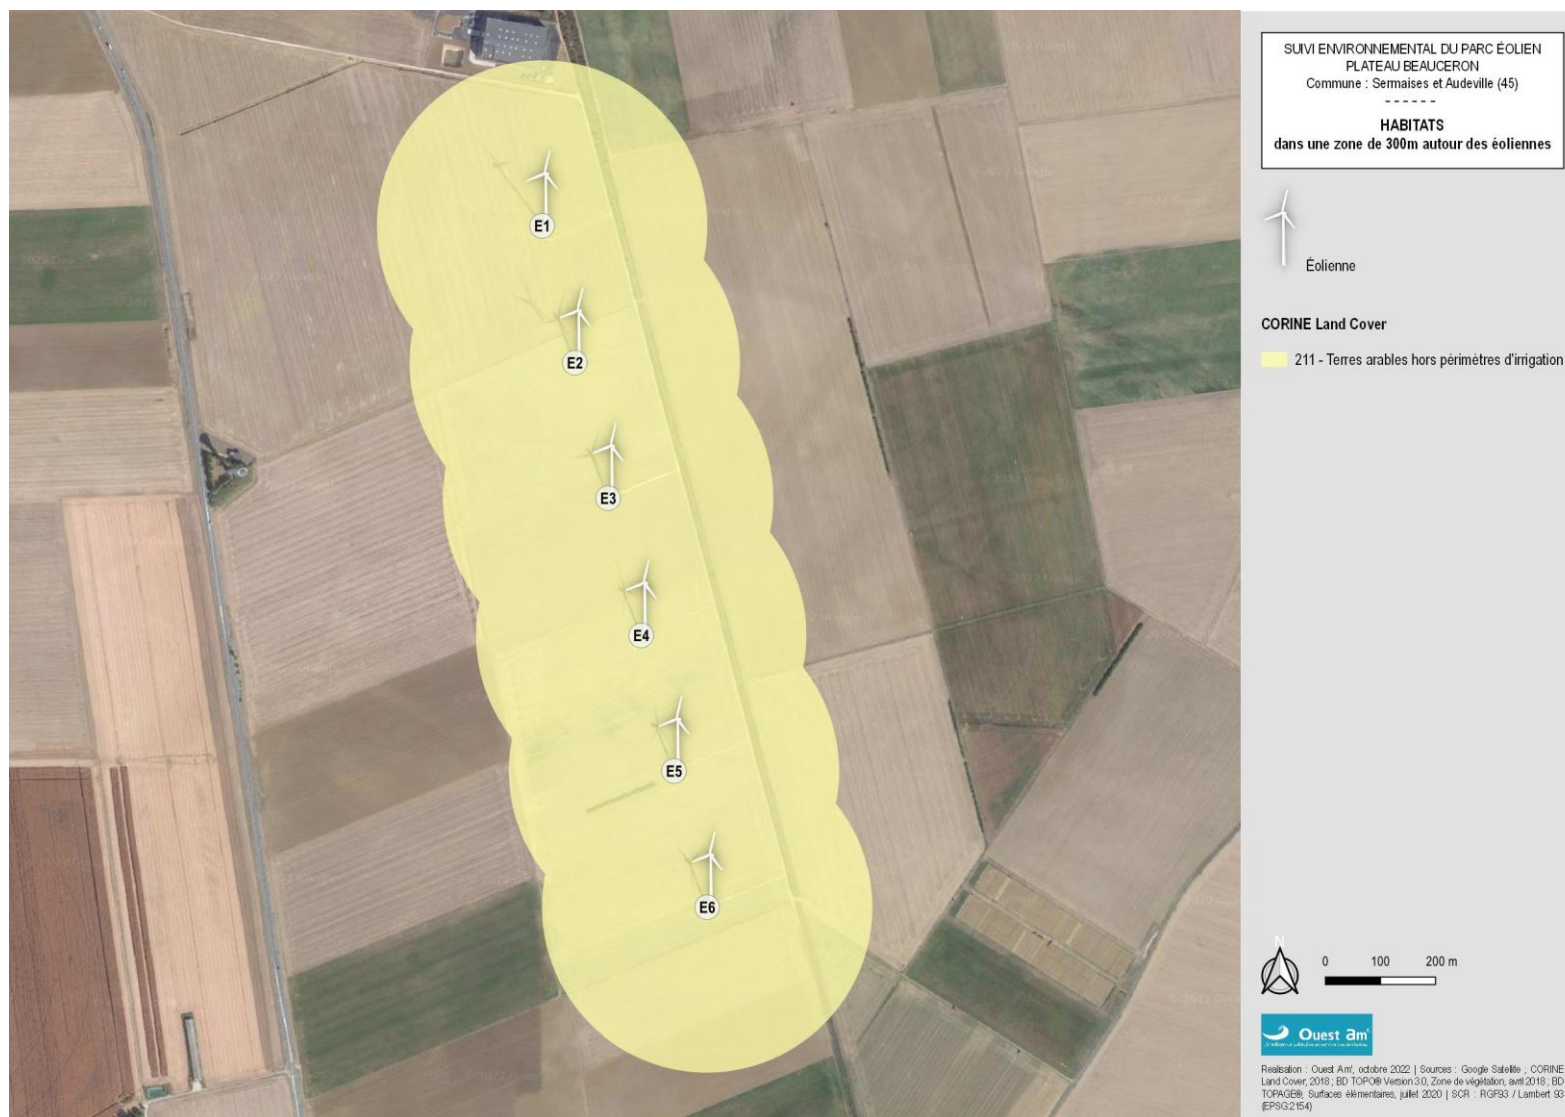 SUIVI ENVIRONNEMENTAL DU PARC ÉOLIEN
PLATEAU BEAUCERON
Commune : Sermaises et Audeville (45)
------
HABITATS
dans une zone de 300m autour des éoliennes
Éolienne
CORINE Land Cover
211 - Terres arables hors périmètres d'irrigation
E1
E2
E3
E4
E5
E6
N
0 100 200 m
Ouest am'
Realisation : Ouest Am', octobre 2022 | Sources : Google Satellite ; CORINE
Land Cover, 2018 ; BD TOPO® Version 3.0, Zone de végétation, avril 2018 ; BD
TOPAGE®, Surfaces élémentaires, juillet 2020 | SCR : RGF93 / Lambert 93
(EPSG:2154)